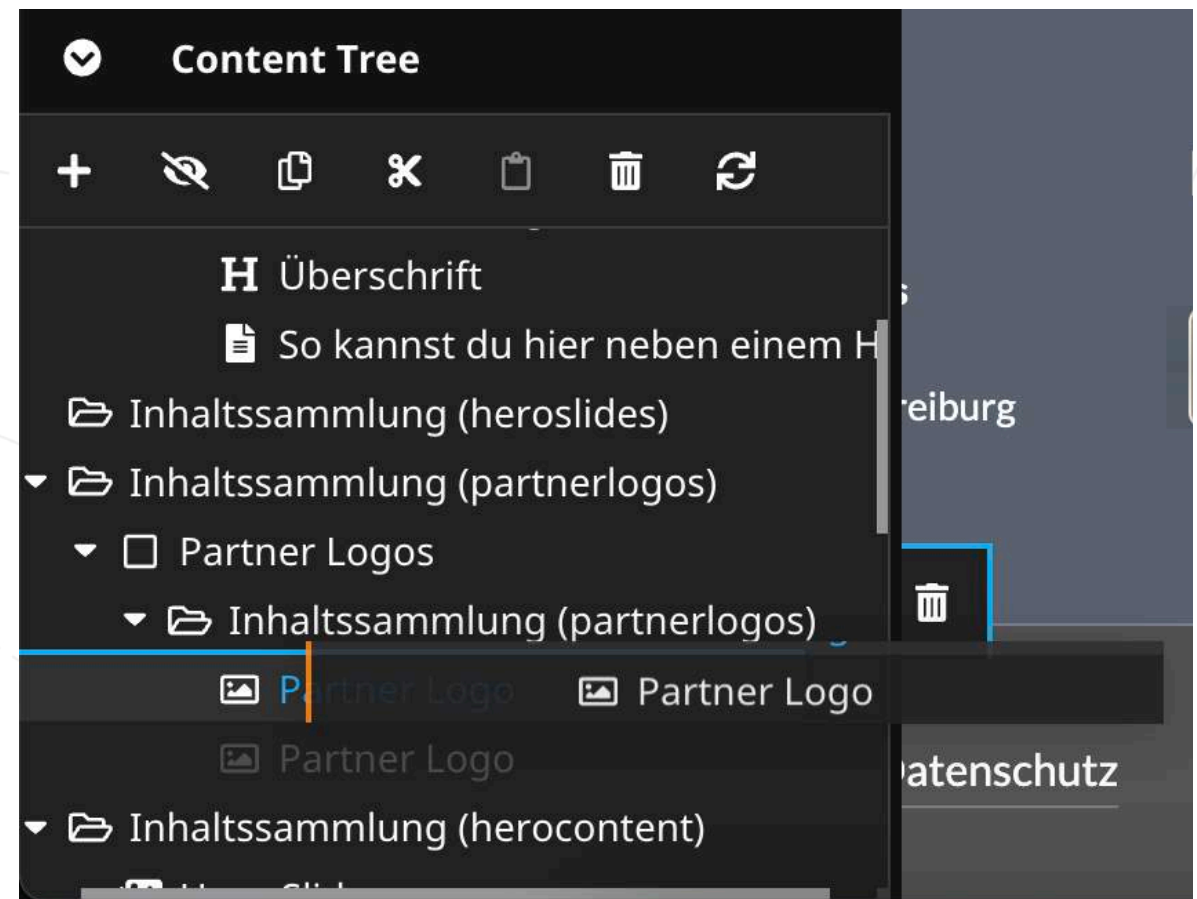 Content Tree
H Überschrift
So kannst du hier neben einem H
Inhaltssammlung (heroslides)
reiburg
Inhaltssammlung (partnerlogos)
Partner Logos
Inhaltssammlung (partnerlogos)
Partner Logo
Partner Logo
Partner Logo
Datenschutz
Inhaltssammlung (herocontent)